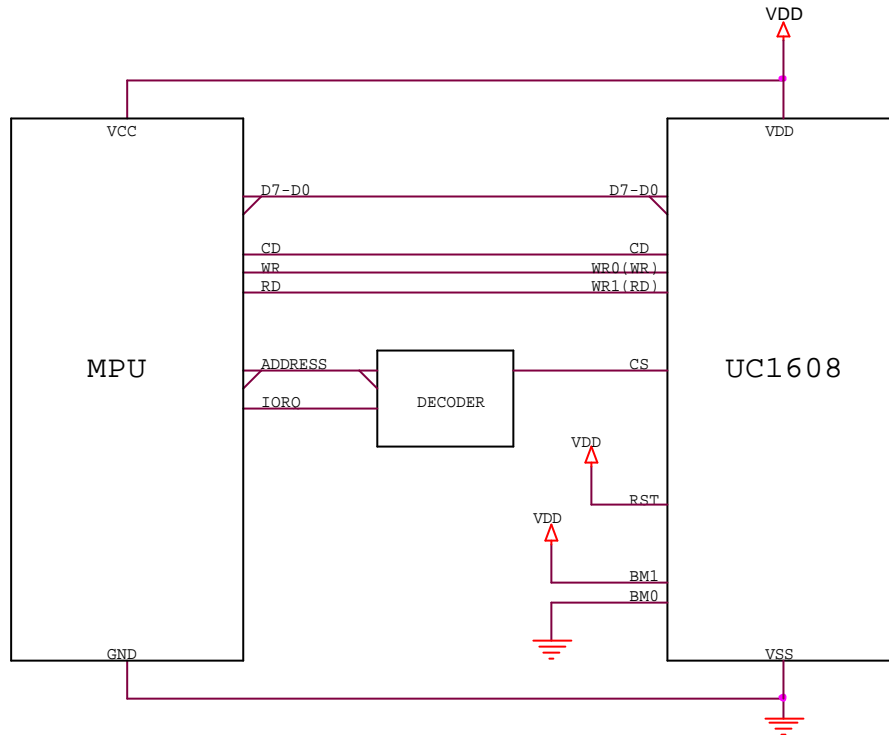 VDD
VCC
VDD
D7-D0
D7-D0
CD
CD
WR
WR0(WR)
RD
WR1(RD)
MPU
ADDRESS
CS
UC1608
DECODER
IORO
VDD
RST
VDD
BM1
BM0
GND
VSS